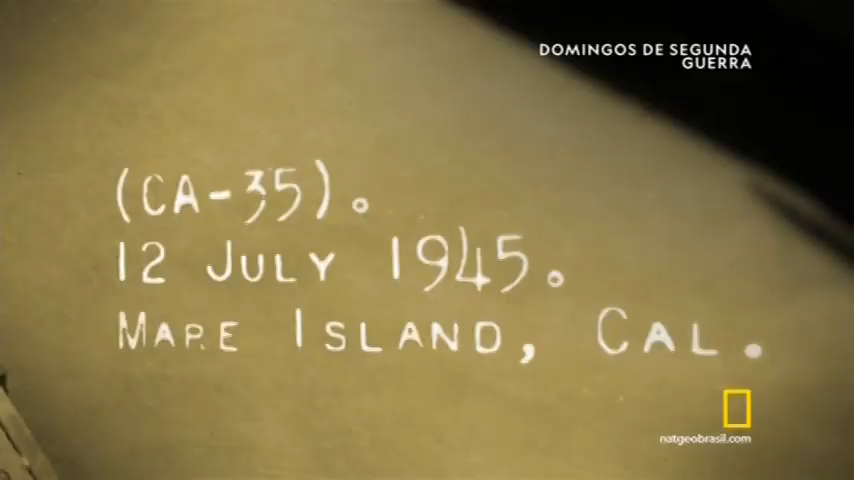 DOMINGOS DE SEGUNDA
GUERRA
(CA-35).
12 JULY 1945.
MARE ISLAND, CAL.
natgeobrasil.com